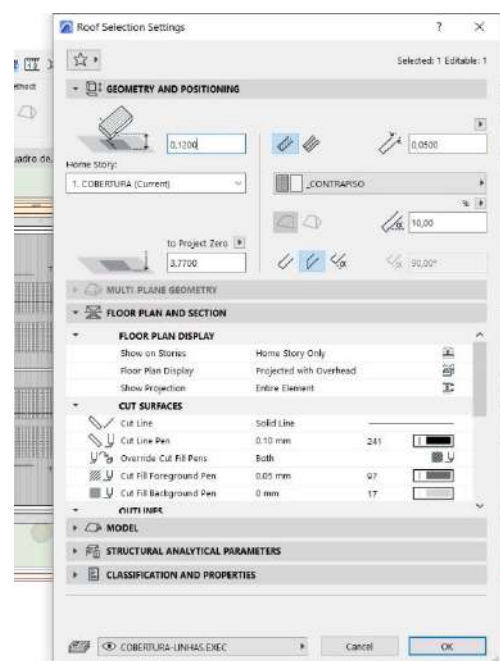 Roof Selection Settings
Selected: 1 Editable: 1
GEOMETRY AND POSITIONING
0,1200
0,0500
Home Story:
1. COBERTURA (Current)
_CONTRAPISO
%
10,00
to Project Zero
3,7700
α
90,00°
MULTI-PLANE GEOMETRY
FLOOR PLAN AND SECTION
FLOOR PLAN DISPLAY
Show on Stories Home Story Only
Floor Plan Display Projected with Overhead
Show Projection Entire Element
CUT SURFACES
Cut Line Solid Line
Cut Line Pen 0.10 mm 241
Override Cut Fill Pens Both
Cut Fill Foreground Pen 0.05 mm 97
Cut Fill Background Pen 0 mm 17
OUTLINES
MODEL
STRUCTURAL ANALYTICAL PARAMETERS
CLASSIFICATION AND PROPERTIES
COBERTURA-LINHAS.EXEC
Cancel OK